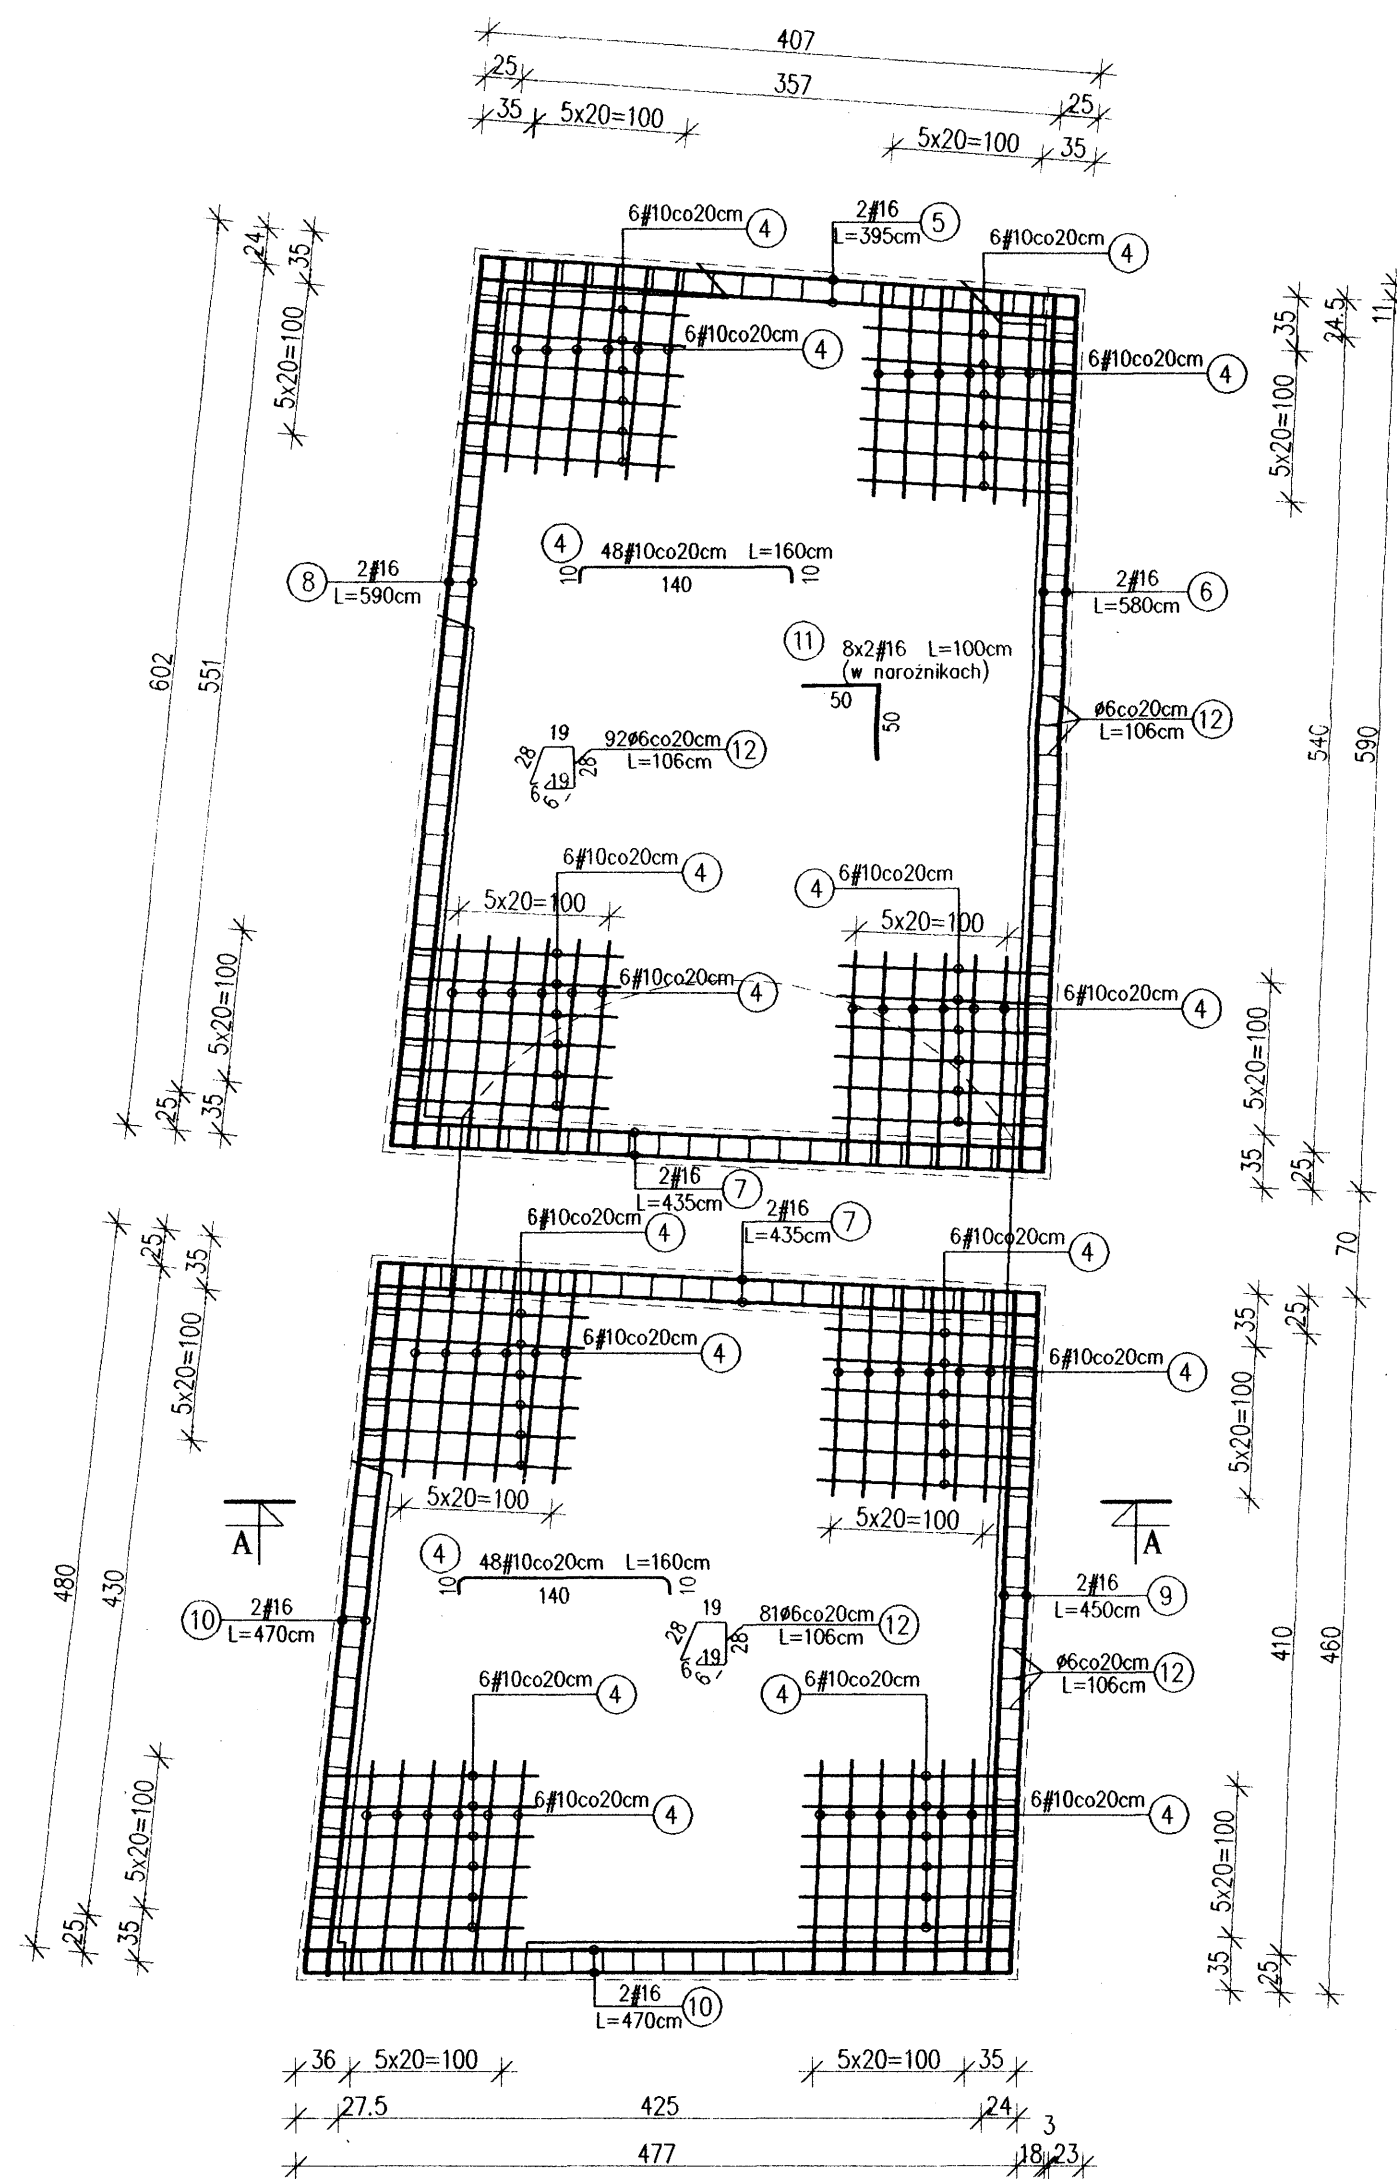 407
25
357
25
35
5x20=100
5x20=100
35
6#10co20cm
4
2#16
L=395cm
5
6#10co20cm
4
602
551
24
35
5x20=100
6#10co20cm
4
6#10co20cm
4
35
24.5
11
5x20=100
4
48#10co20cm L=160cm
10
140
10
8
2#16
L=590cm
2#16
L=580cm
6
11
8x2#16 L=100cm
(w narożnikach)
50
50
ø6co20cm
L=106cm
12
19
28
28
19
6
6
92ø6co20cm
L=106cm
12
540
590
6#10co20cm
4
4
6#10co20cm
5x20=100
5x20=100
6#10co20cm
4
6#10co20cm
4
5x20=100
25
35
5x20=100
35
25
2#16
L=435cm
7
2#16
L=435cm
7
6#10co20cm
4
6#10co20cm
4
70
25
35
5x20=100
35
25
5x20=100
6#10co20cm
4
6#10co20cm
4
5x20=100
5x20=100
A
A
480
430
4
48#10co20cm L=160cm
10
140
10
10
2#16
L=470cm
2#16
L=450cm
9
19
28
28
19
6
6
81ø6co20cm
L=106cm
12
ø6co20cm
L=106cm
12
410
460
6#10co20cm
4
4
6#10co20cm
6#10co20cm
4
6#10co20cm
4
5x20=100
25
35
5x20=100
35
25
2#16
L=470cm
10
36
5x20=100
5x20=100
35
27.5
425
24
3
477
18
23